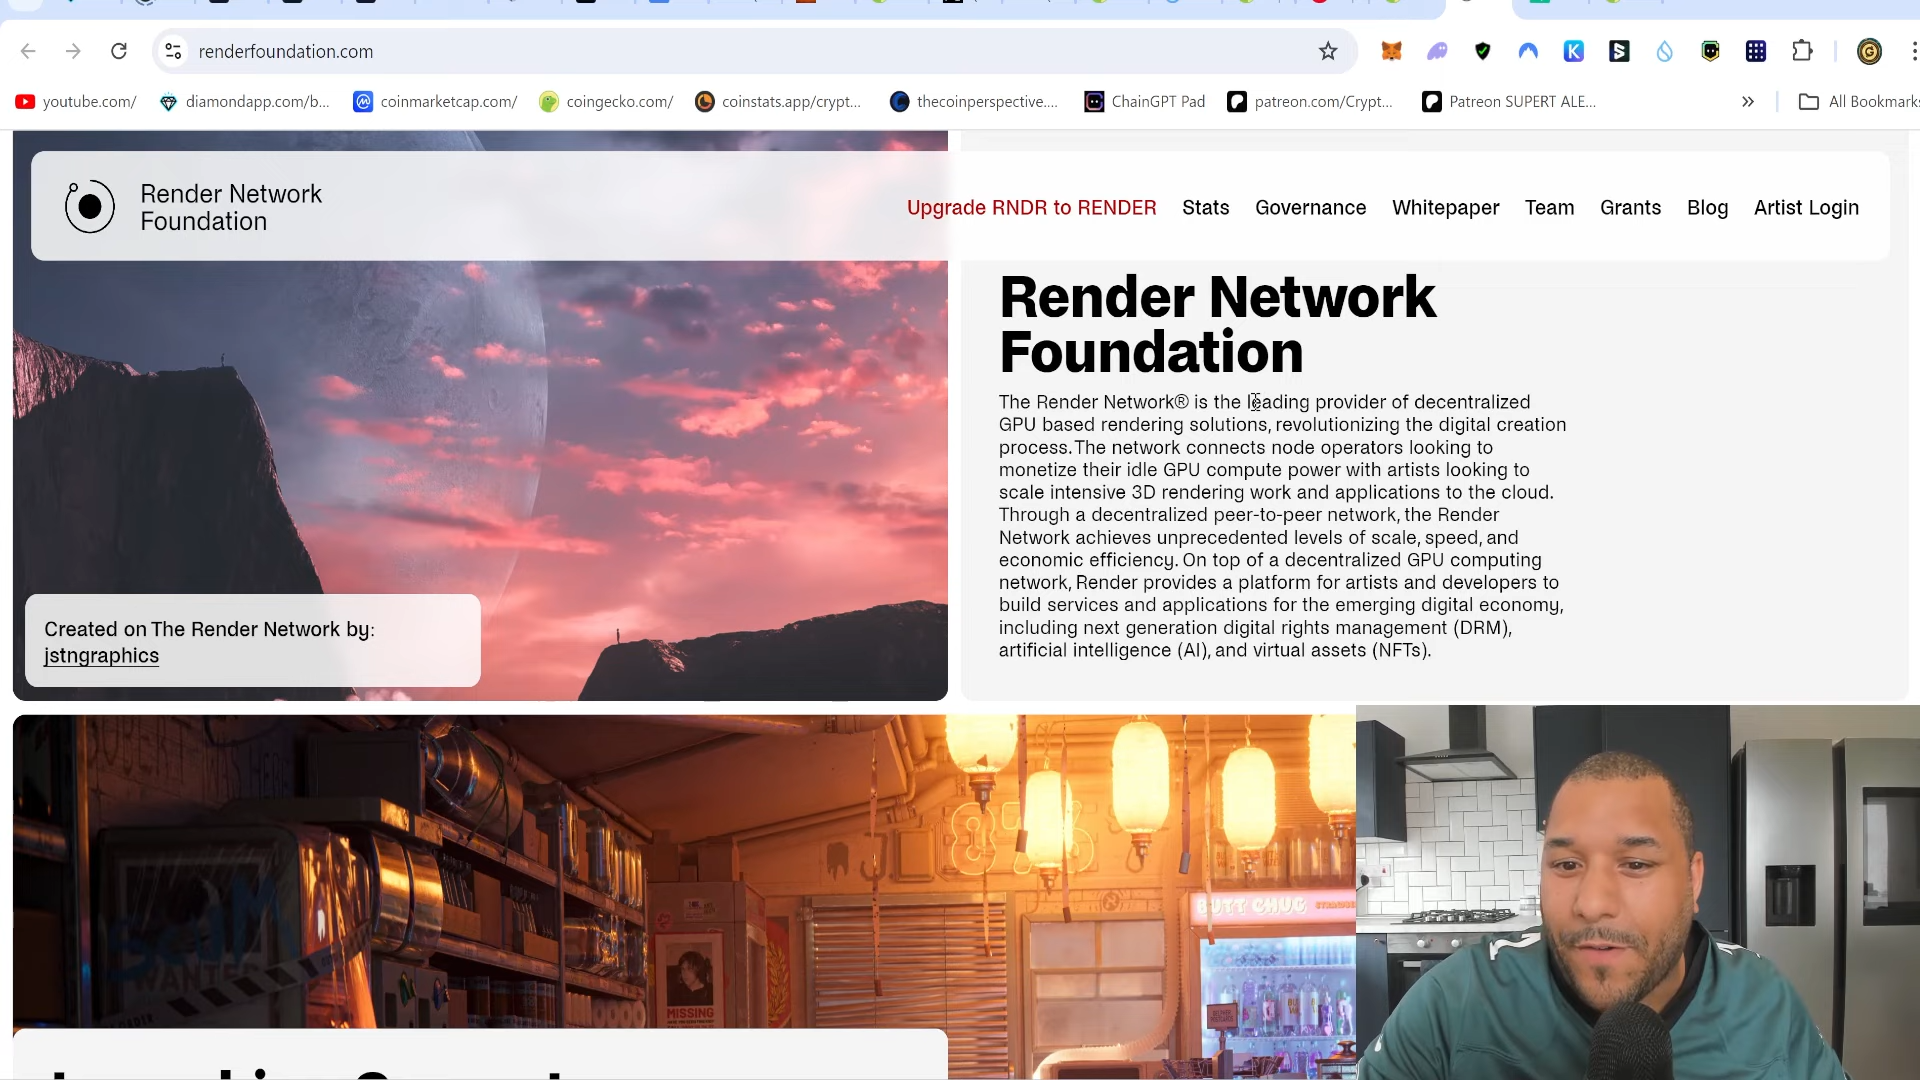 renderfoundation.com
youtube.com/
diamondapp.com/b...
coinmarketcap.com/
coingecko.com/
coinstats.app/crypt...
thecoinperspective....
ChainGPT Pad
patreon.com/Crypt...
Patreon SUPERT ALE...
All Bookmarks
Render Network
Foundation
Upgrade RNDR to RENDER
Stats
Governance
Whitepaper
Team
Grants
Blog
Artist Login
Render Network
Foundation
The Render Network® is the leading provider of decentralized
GPU based rendering solutions, revolutionizing the digital creation
process. The network connects node operators looking to
monetize their idle GPU compute power with artists looking to
scale intensive 3D rendering work and applications to the cloud.
Through a decentralized peer-to-peer network, the Render
Network achieves unprecedented levels of scale, speed, and
economic efficiency. On top of a decentralized GPU computing
network, Render provides a platform for artists and developers to
build services and applications for the emerging digital economy,
including next generation digital rights management (DRM),
artificial intelligence (AI), and virtual assets (NFTs).
Created on The Render Network by:
jstngraphics
BUTT CHUG
WANTED
MISSING